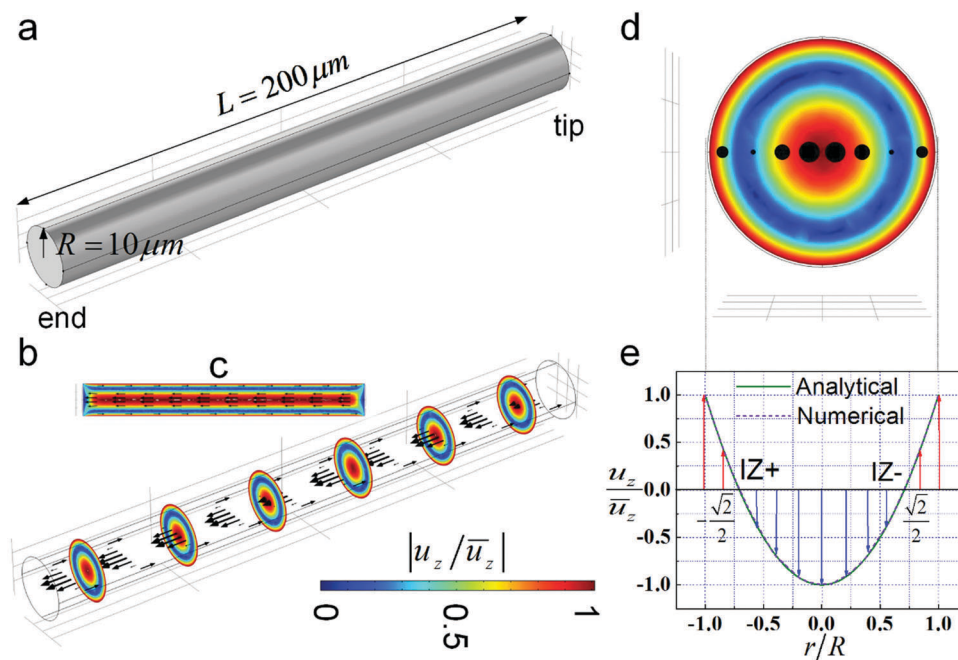 a
L = 200 μm
tip
R = 10 μm
end
b
c
|u_z/ū_z|
0
0.5
1
d
e
Analytical
Numerical
1.0
0.5
-0.0
-0.5
-1.0
u_z/ū_z
IZ+
IZ-
-√2/2
√2/2
-1.0 -0.5 0.0 0.5 1.0
r/R